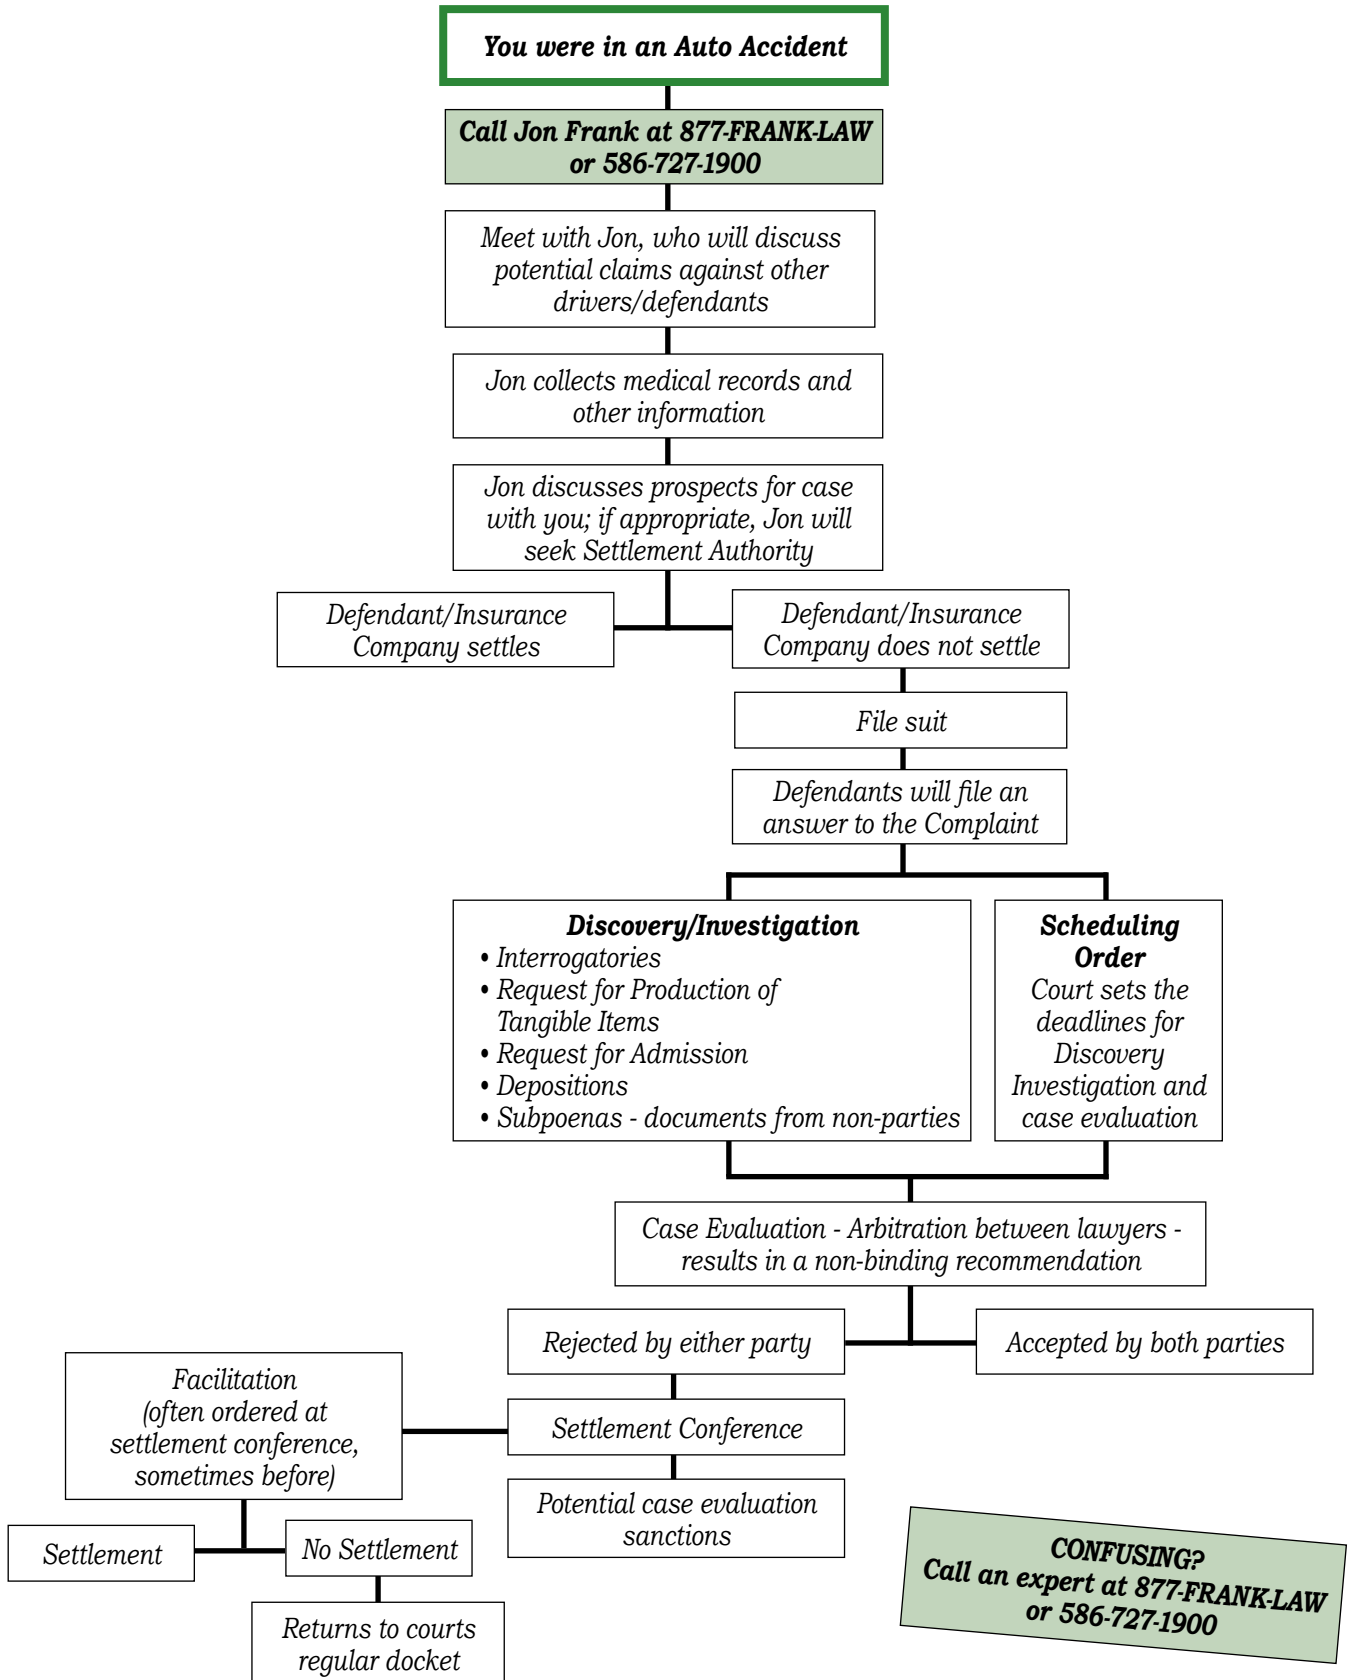 You were in an Auto Accident
Call Jon Frank at 877-FRANK-LAW
or 586-727-1900
Meet with Jon, who will discuss
potential claims against other
drivers/defendants
Jon collects medical records and
other information
Jon discusses prospects for case
with you; if appropriate, Jon will
seek Settlement Authority
Defendant/Insurance
Company settles
Defendant/Insurance
Company does not settle
File suit
Defendants will file an
answer to the Complaint
Discovery/Investigation
• Interrogatories
• Request for Production of
Tangible Items
• Request for Admission
• Depositions
• Subpoenas - documents from non-parties
Scheduling
Order
Court sets the
deadlines for
Discovery
Investigation and
case evaluation
Case Evaluation - Arbitration between lawyers -
results in a non-binding recommendation
Rejected by either party
Accepted by both parties
Settlement Conference
Facilitation
(often ordered at
settlement conference,
sometimes before)
Potential case evaluation
sanctions
Settlement
No Settlement
Returns to courts
regular docket
CONFUSING?
Call an expert at 877-FRANK-LAW
or 586-727-1900